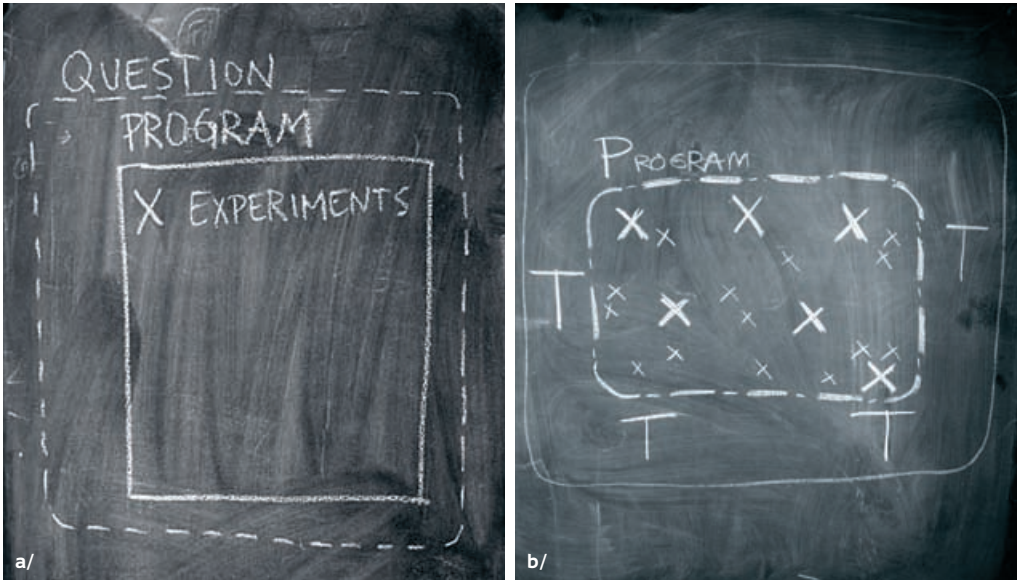 QUESTION
PROGRAM
X EXPERIMENTS
a/
PROGRAM
X X X
x x
x x
T
T
x x
x
X x X
x x
x
x x X
x
T T
b/